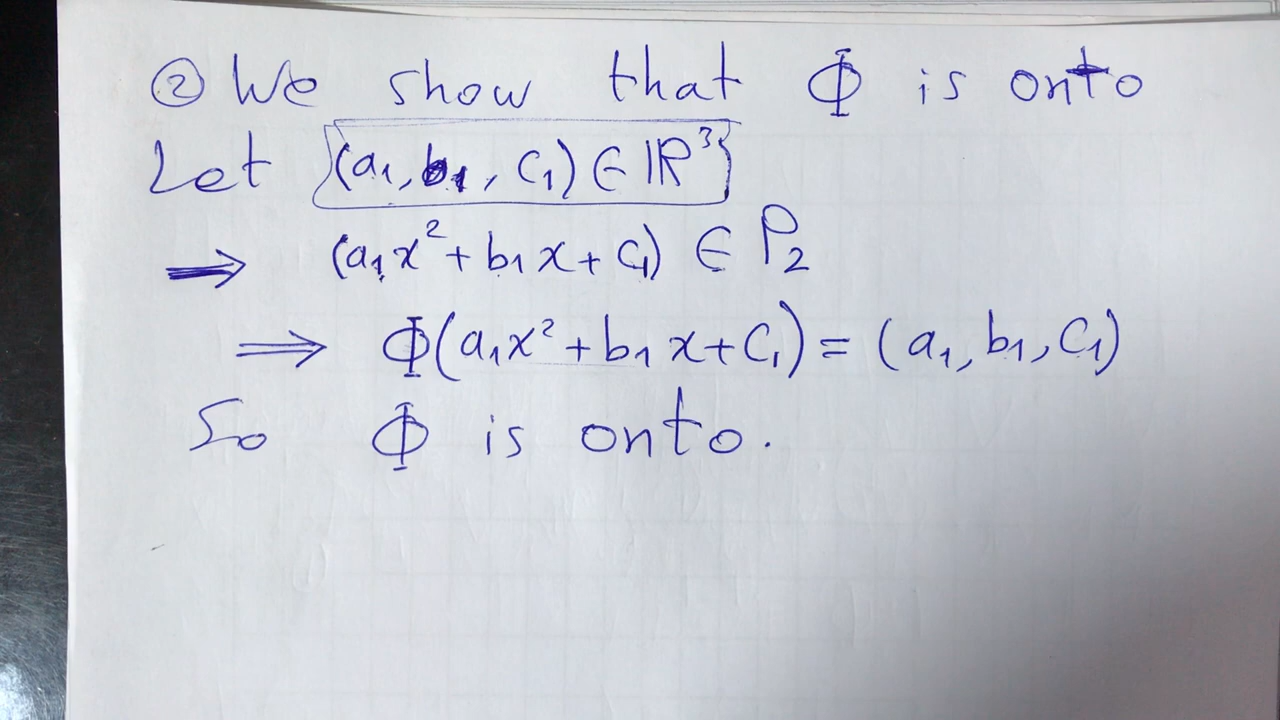 ② We show that Φ is onto
Let (a₁, b₁, c₁) ∈ ℝ³
⟹ (a₁x² + b₁x + c₁) ∈ P₂
⟹ Φ(a₁x² + b₁x + c₁) = (a₁, b₁, c₁)
So Φ is onto.